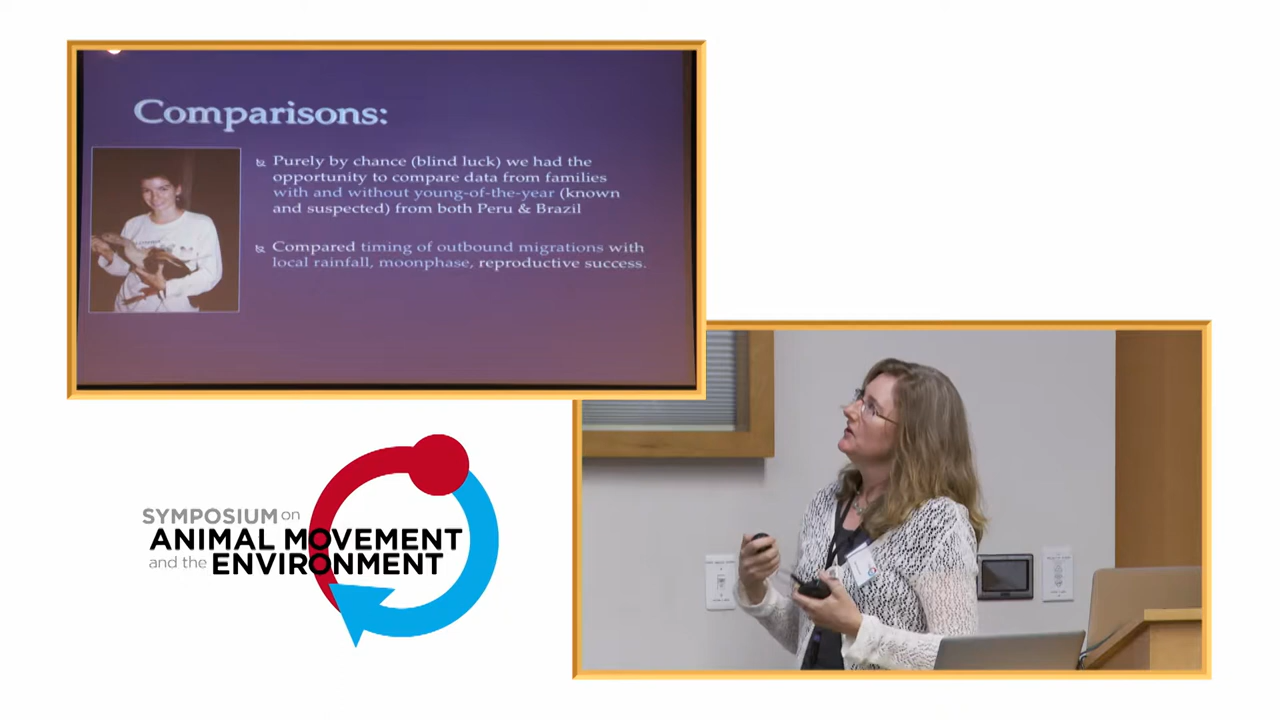 Comparisons:
Purely by chance (blind luck) we had the
opportunity to compare data from families
with and without young-of-the-year (known
and suspected) from both Peru & Brazil
Compared timing of outbound migrations with
local rainfall, moonphase, reproductive success.
SYMPOSIUM on
ANIMAL MOVEMENT
and the ENVIRONMENT